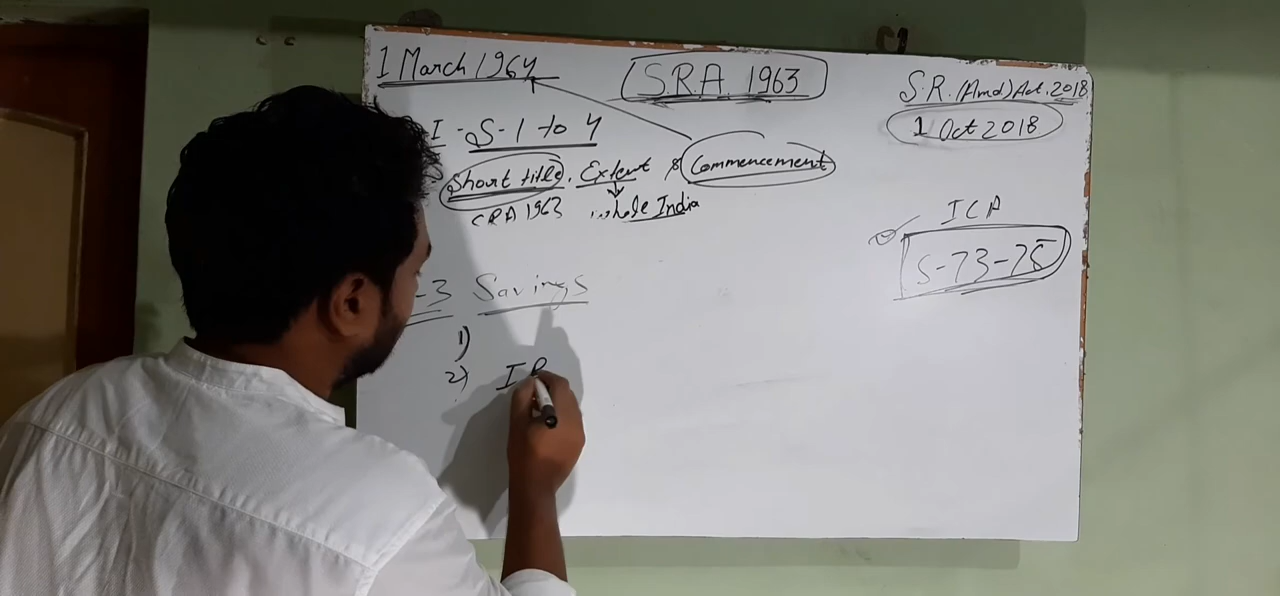 1 March 1964
S.R.A. 1963
S.R. (Amd) Act. 2018
1 Oct 2018
I - S-1 to 4
Short title, Extent & Commencement
SRA 1963 whole India
ICA
S-73-75
-3 Savings
1)
2) I R